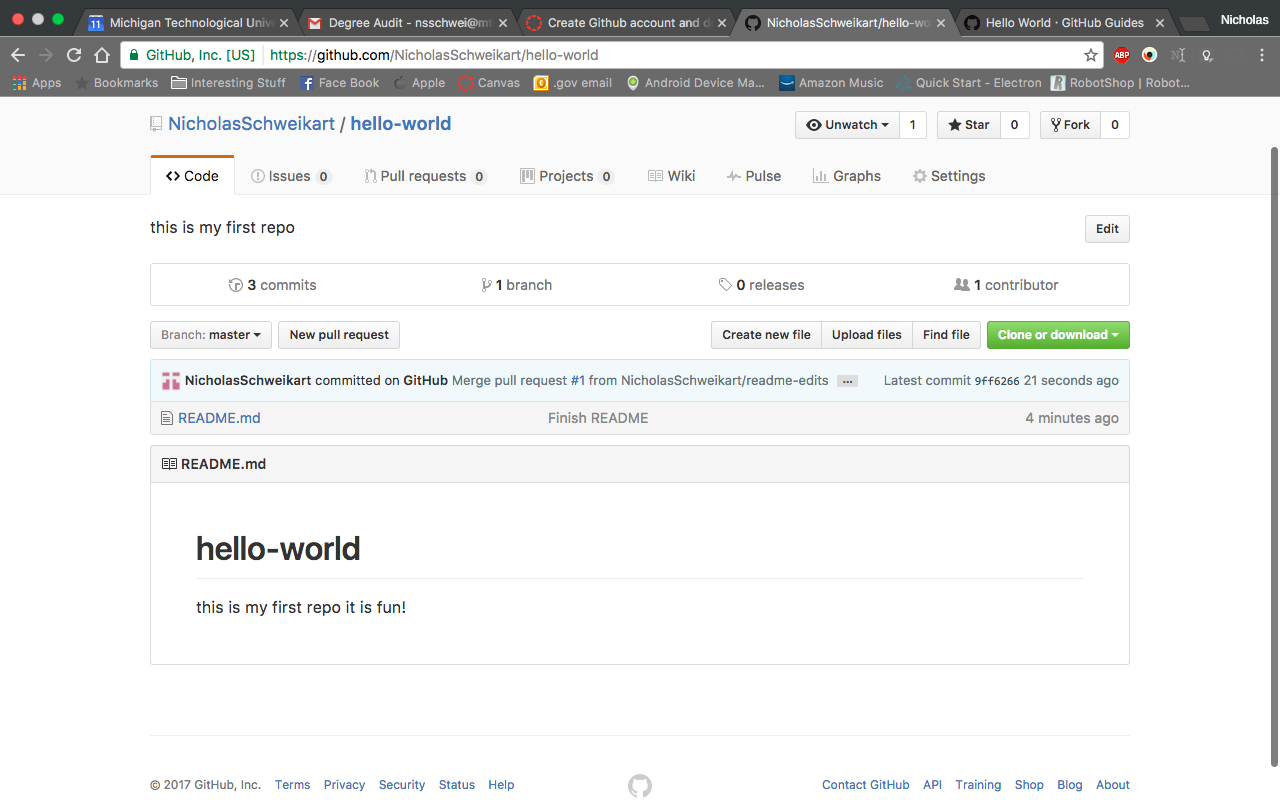 Michigan Technological Univ
Degree Audit - nsschwei@m
Create Github account and d
NicholasSchweikart/hello-wo
Hello World · GitHub Guides
Nicholas
GitHub, Inc. [US]
https://github.com/NicholasSchweikart/hello-world
ABP
Apps
Bookmarks
Interesting Stuff
Face Book
Apple
Canvas
.gov email
Android Device Ma...
Amazon Music
Quick Start - Electron
RobotShop | Robot...
NicholasSchweikart / hello-world
Unwatch 1
Star 0
Fork 0
Code
Issues 0
Pull requests 0
Projects 0
Wiki
Pulse
Graphs
Settings
this is my first repo
Edit
3 commits
1 branch
0 releases
1 contributor
Branch: master
New pull request
Create new file
Upload files
Find file
Clone or download
NicholasSchweikart committed on GitHub Merge pull request #1 from NicholasSchweikart/readme-edits ...
Latest commit 9ff6266 21 seconds ago
README.md
Finish README
4 minutes ago
README.md
hello-world
this is my first repo it is fun!
© 2017 GitHub, Inc.
Terms
Privacy
Security
Status
Help
Contact GitHub
API
Training
Shop
Blog
About